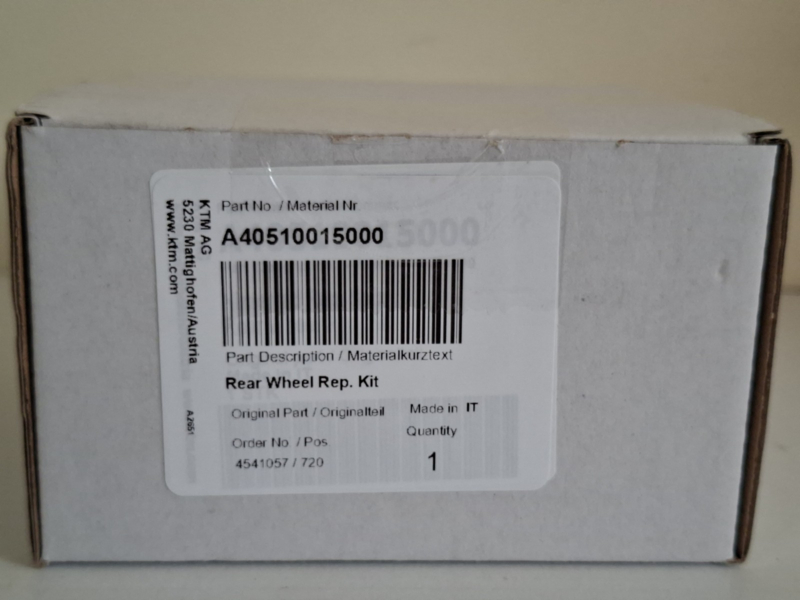 KTM AG
5230 Mattighofen/Austria
www.ktm.com
Part No / Material Nr
A40510015000
Part Description / Materialkurztext
Rear Wheel Rep. Kit
Original Part / Originalteil
Made in IT
Quantity
1
Order No / Pos
4541057 / 720